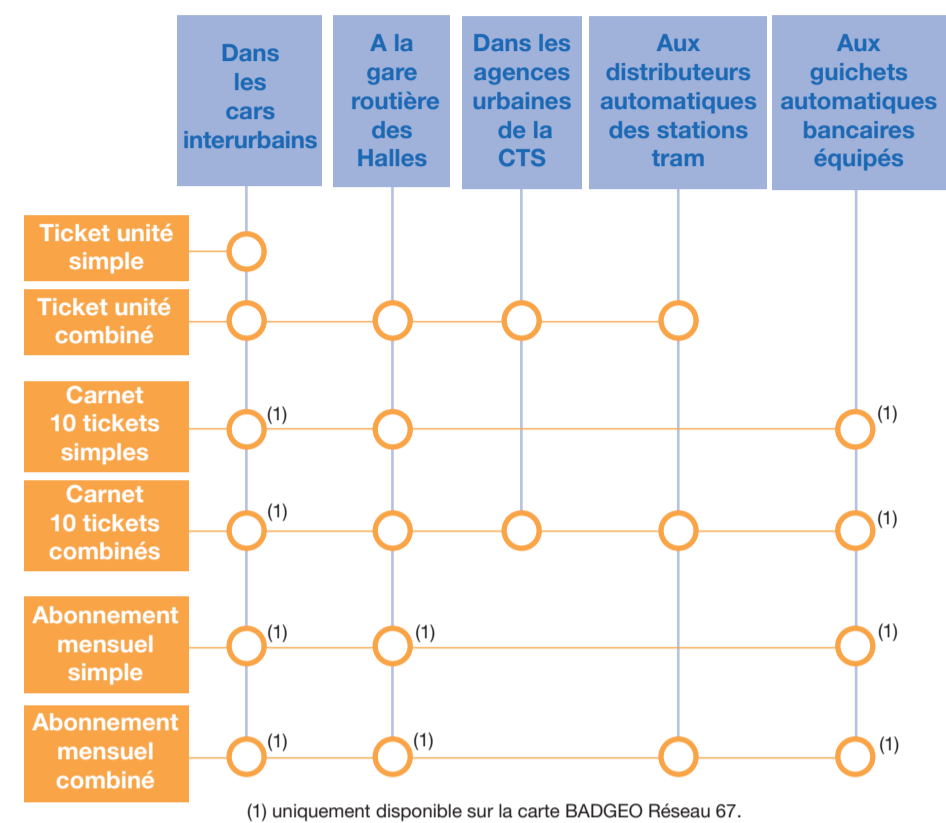 Dans
les
cars
interurbains
A la
gare
routière
des
Halles
Dans les
agences
urbaines
de la
CTS
Aux
distributeurs
automatiques
des stations
tram
Aux
guichets
automatiques
bancaires
équipés
Ticket unité
simple
Ticket unité
combiné
Carnet
10 tickets
simples
(1)
(1)
Carnet
10 tickets
combinés
(1)
(1)
Abonnement
mensuel
simple
(1)
(1)
(1)
Abonnement
mensuel
combiné
(1)
(1)
(1)
(1) uniquement disponible sur la carte BADGEO Réseau 67.